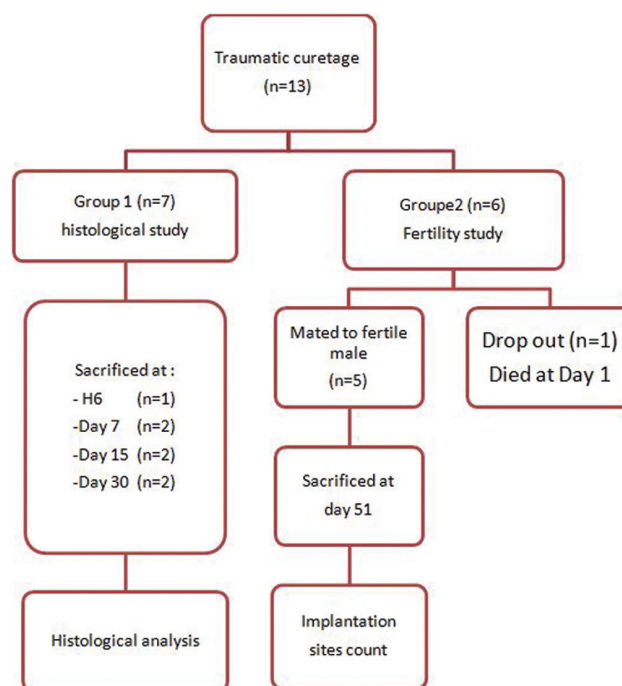 Traumatic curetage
(n=13)
Group 1 (n=7)
histological study
Groupe2 (n=6)
Fertility study
Sacrificed at :
- H6 (n=1)
-Day 7 (n=2)
-Day 15 (n=2)
-Day 30 (n=2)
Mated to fertile
male
(n=5)
Drop out (n=1)
Died at Day 1
Sacrificed at
day 51
Histological analysis
Implantation
sites count